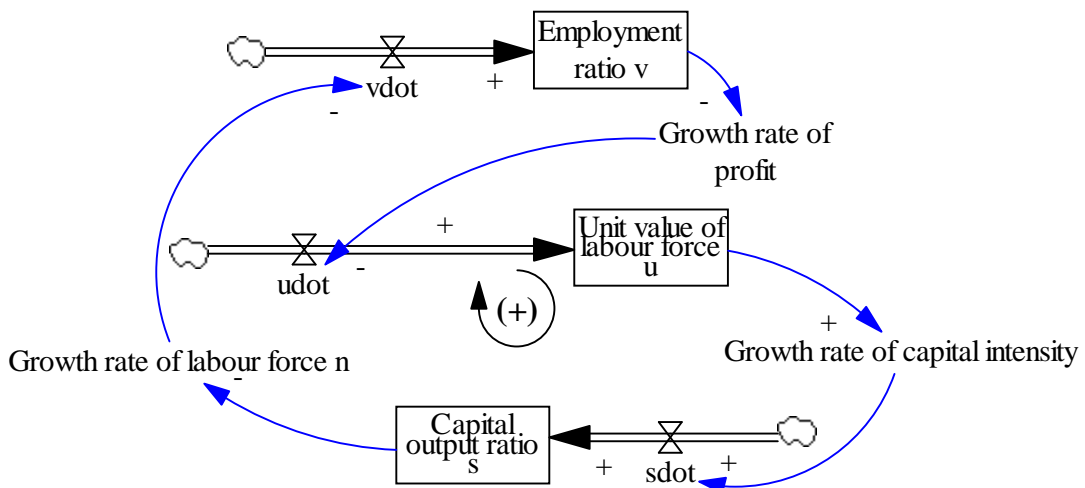 Employment
ratio v
vdot
+
-
-
Growth rate of
profit
Unit value of
labour force
u
+
-
udot
(+)
+
Growth rate of capital intensity
Growth rate of labour force n
-
Capital
output ratio
s
+
sdot
+